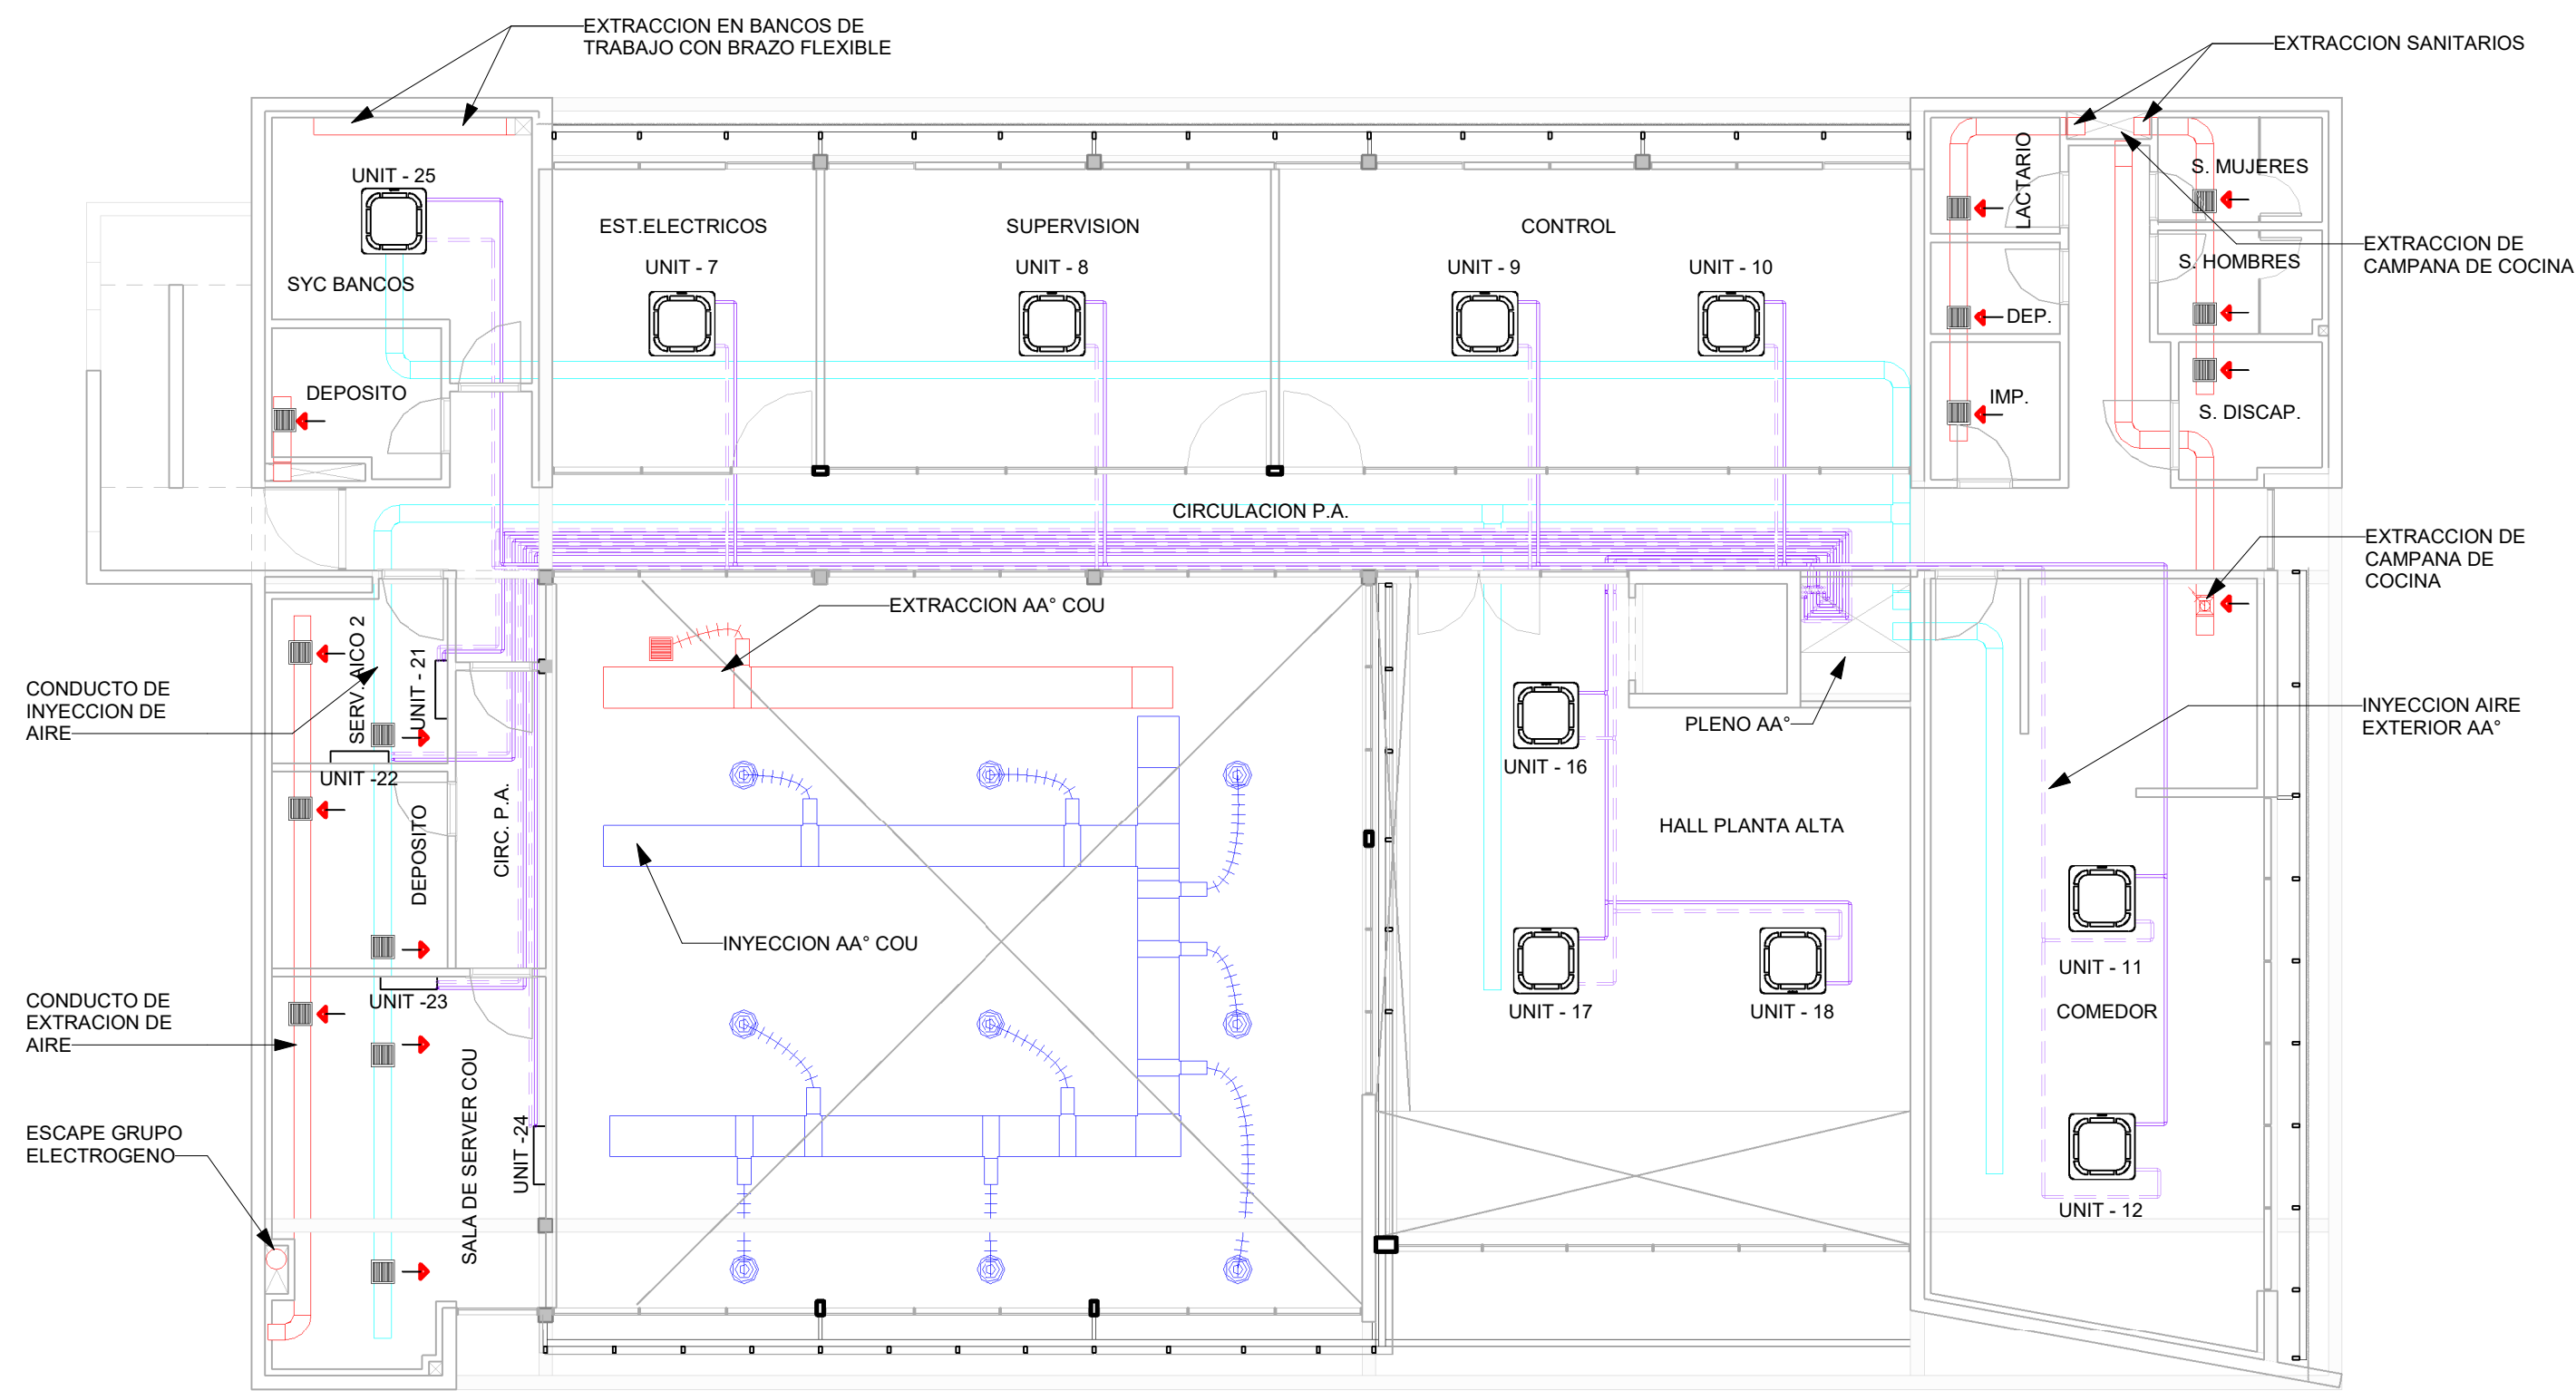 EXTRACCION EN BANCOS DE
TRABAJO CON BRAZO FLEXIBLE
EXTRACCION SANITARIOS
UNIT - 25
SYC BANCOS
EST.ELECTRICOS
UNIT - 7
SUPERVISION
UNIT - 8
CONTROL
UNIT - 9
UNIT - 10
LACTARIO
S. MUJERES
S. HOMBRES
EXTRACCION DE
CAMPANA DE COCINA
DEP.
IMP.
S. DISCAP.
DEPOSITO
CIRCULACION P.A.
EXTRACCION DE
CAMPANA DE
COCINA
EXTRACCION AA° COU
SERV. AICO 2
UNIT - 21
CONDUCTO DE
INYECCION DE
AIRE
UNIT -22
DEPOSITO
CIRC. P.A.
UNIT - 16
PLENO AA°
INYECCION AIRE
EXTERIOR AA°
HALL PLANTA ALTA
INYECCION AA° COU
UNIT - 17
UNIT - 18
UNIT - 11
COMEDOR
UNIT - 12
UNIT -23
CONDUCTO DE
EXTRACION DE
AIRE
SALA DE SERVER COU
UNIT -24
ESCAPE GRUPO
ELECTROGENO